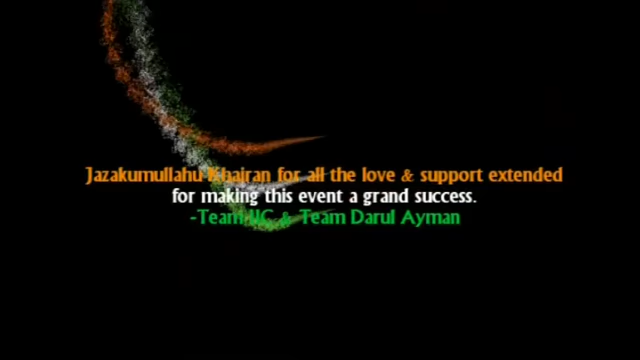 Jazakumullahu Khairan for all the love & support extended
for making this event a grand success.
-Team IIC & Team Darul Ayman